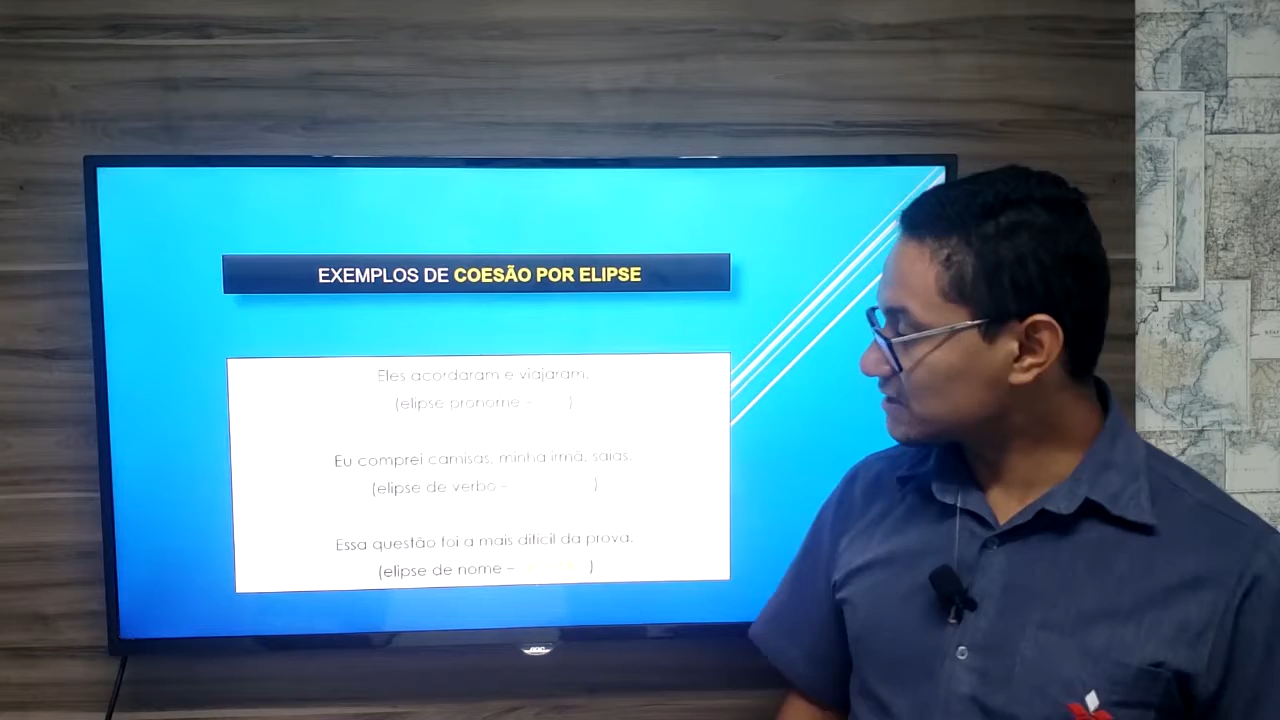 EXEMPLOS DE COESÃO POR ELIPSE
Eles acordaram e viajaram.
(elipse pronome – )
Eu comprei camisas, minha irmã, saias.
(elipse de verbo – )
Essa questão foi a mais difícil da prova.
(elipse de nome – )
AOC